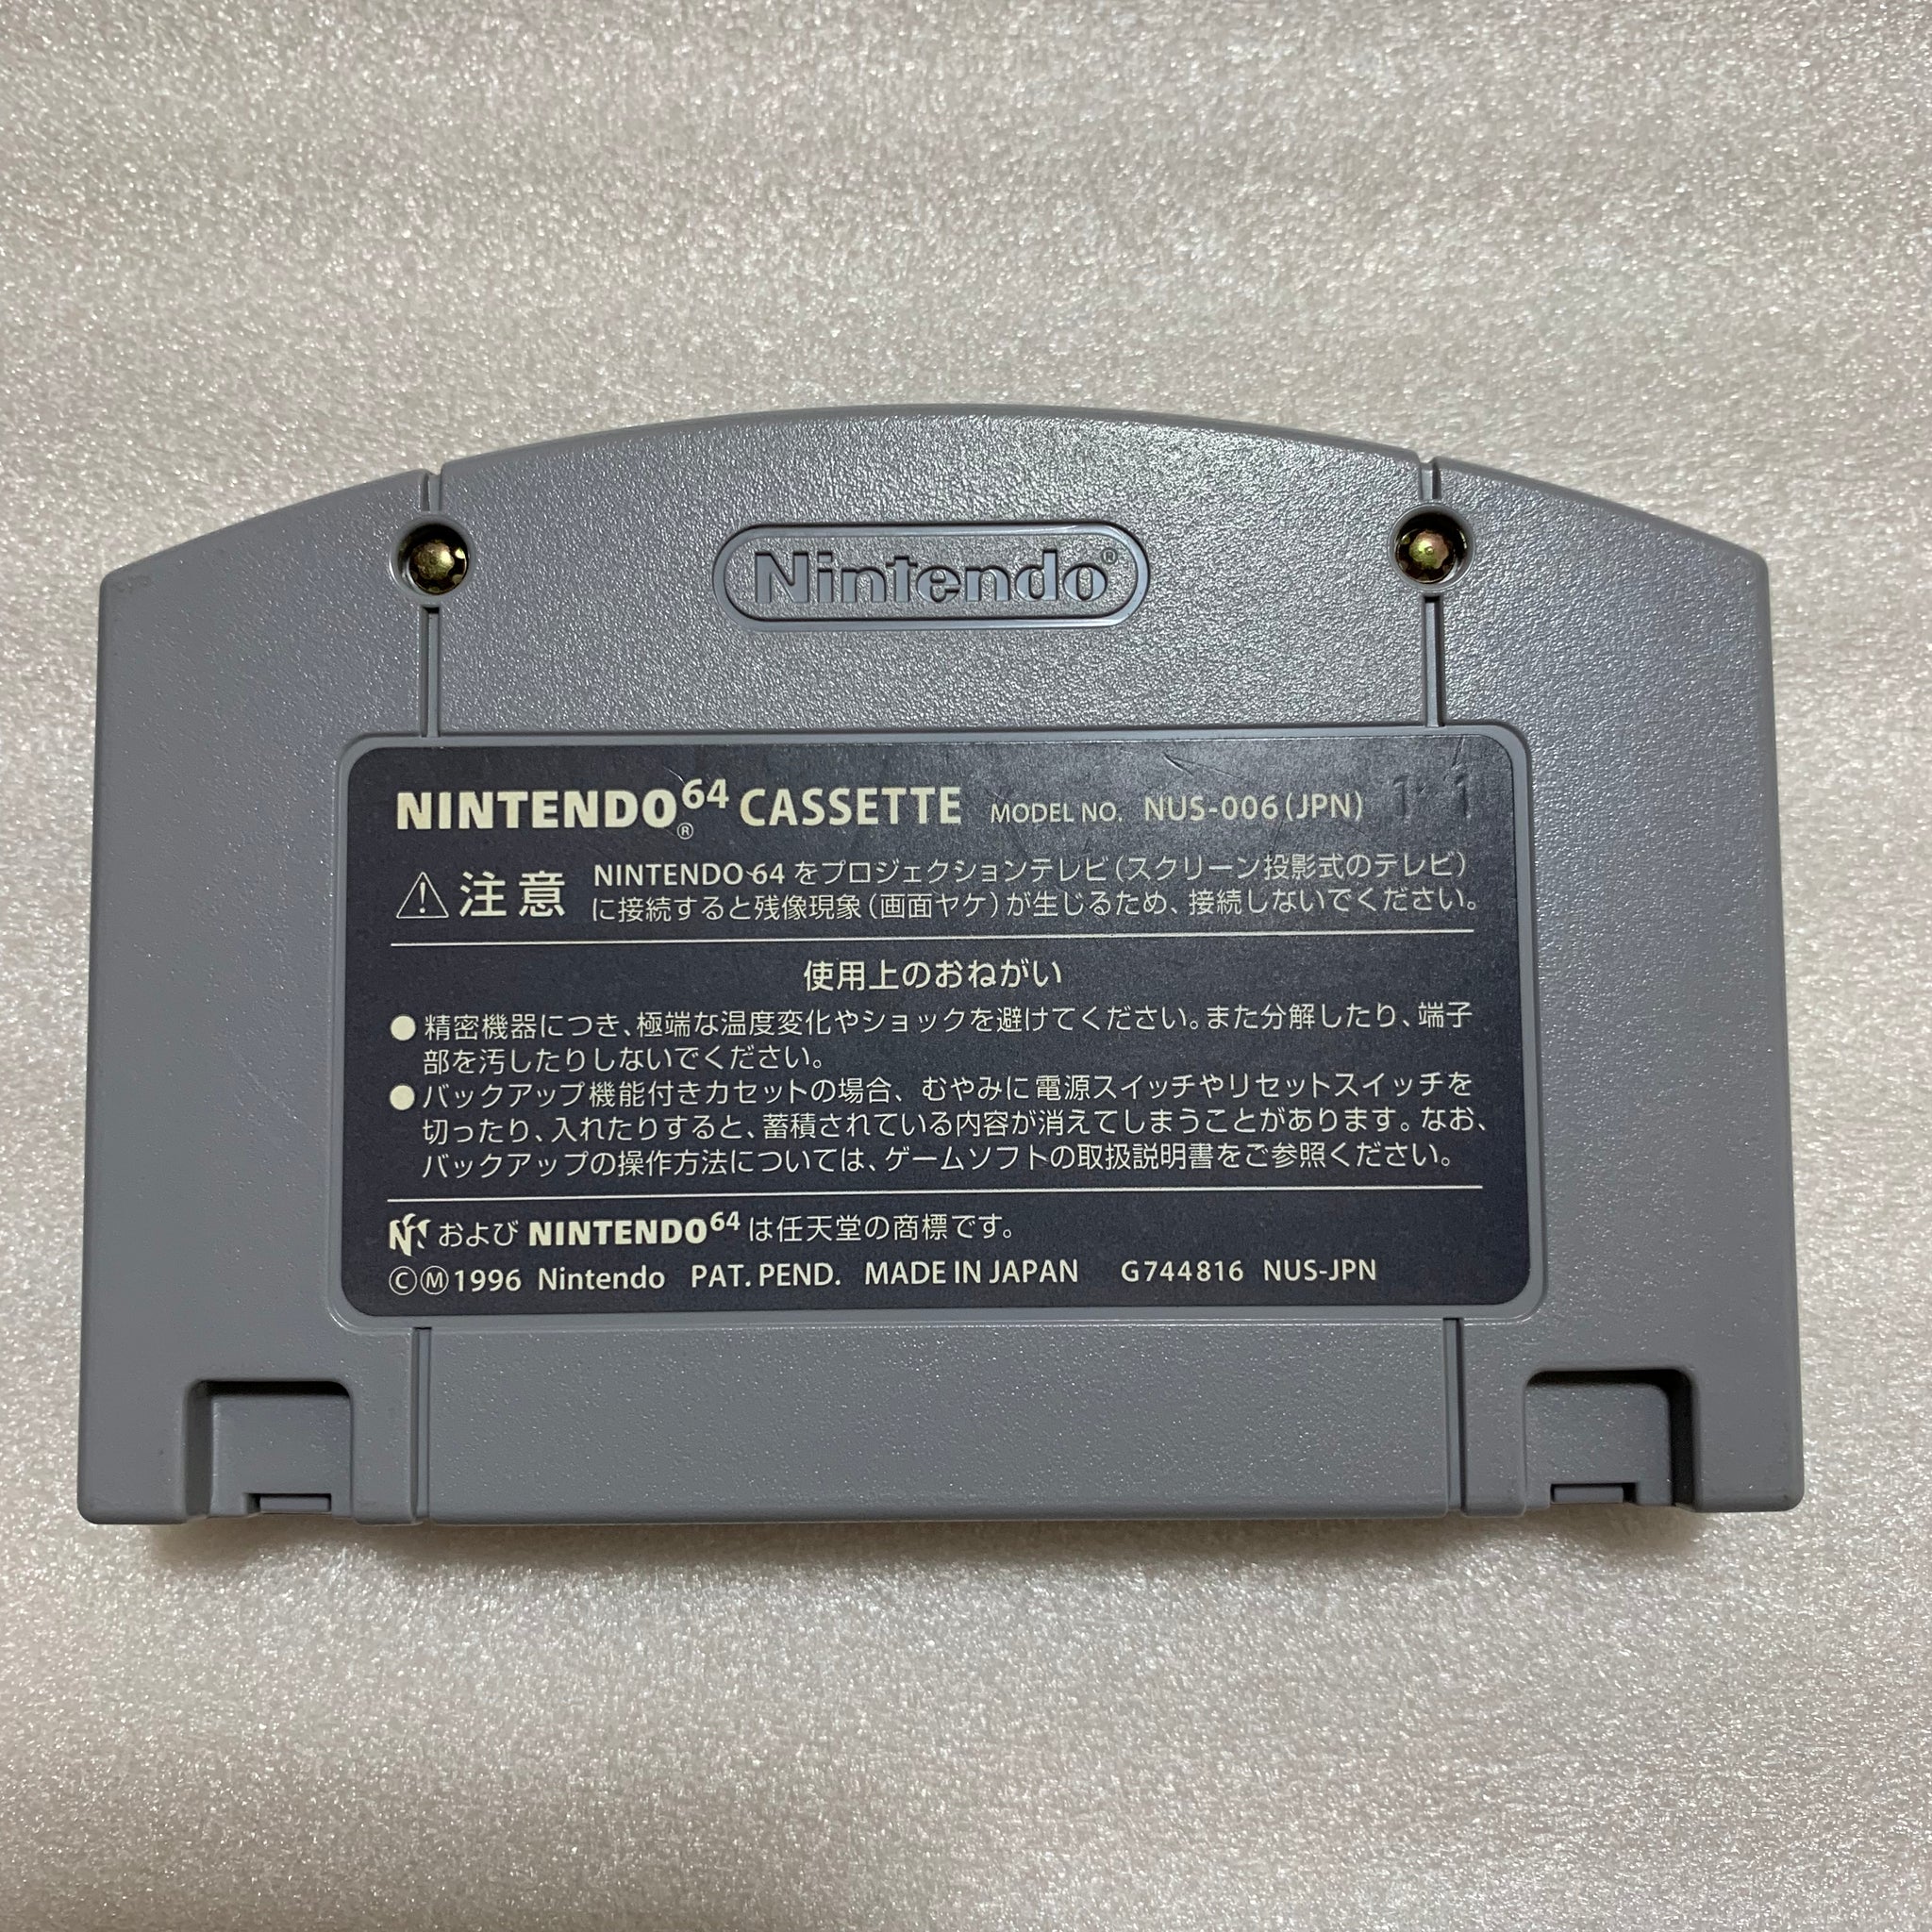 Nintendo®
NINTENDO64® CASSETTE MODEL NO. NUS-006(JPN) 1 1
⚠注意 NINTENDO 64 をプロジェクションテレビ(スクリーン投影式のテレビ)
に接続すると残像現象(画面ヤケ)が生じるため、接続しないでください。
使用上のおねがい
●精密機器につき、極端な温度変化やショックを避けてください。また分解したり、端子
部を汚したりしないでください。
●バックアップ機能付きカセットの場合、むやみに電源スイッチやリセットスイッチを
切ったり、入れたりすると、蓄積されている内容が消えてしまうことがあります。なお、
バックアップの操作方法については、ゲームソフトの取扱説明書をご参照ください。
および NINTENDO64 は任天堂の商標です。
ⒸⓂ1996 Nintendo PAT. PEND. MADE IN JAPAN G744816 NUS-JPN